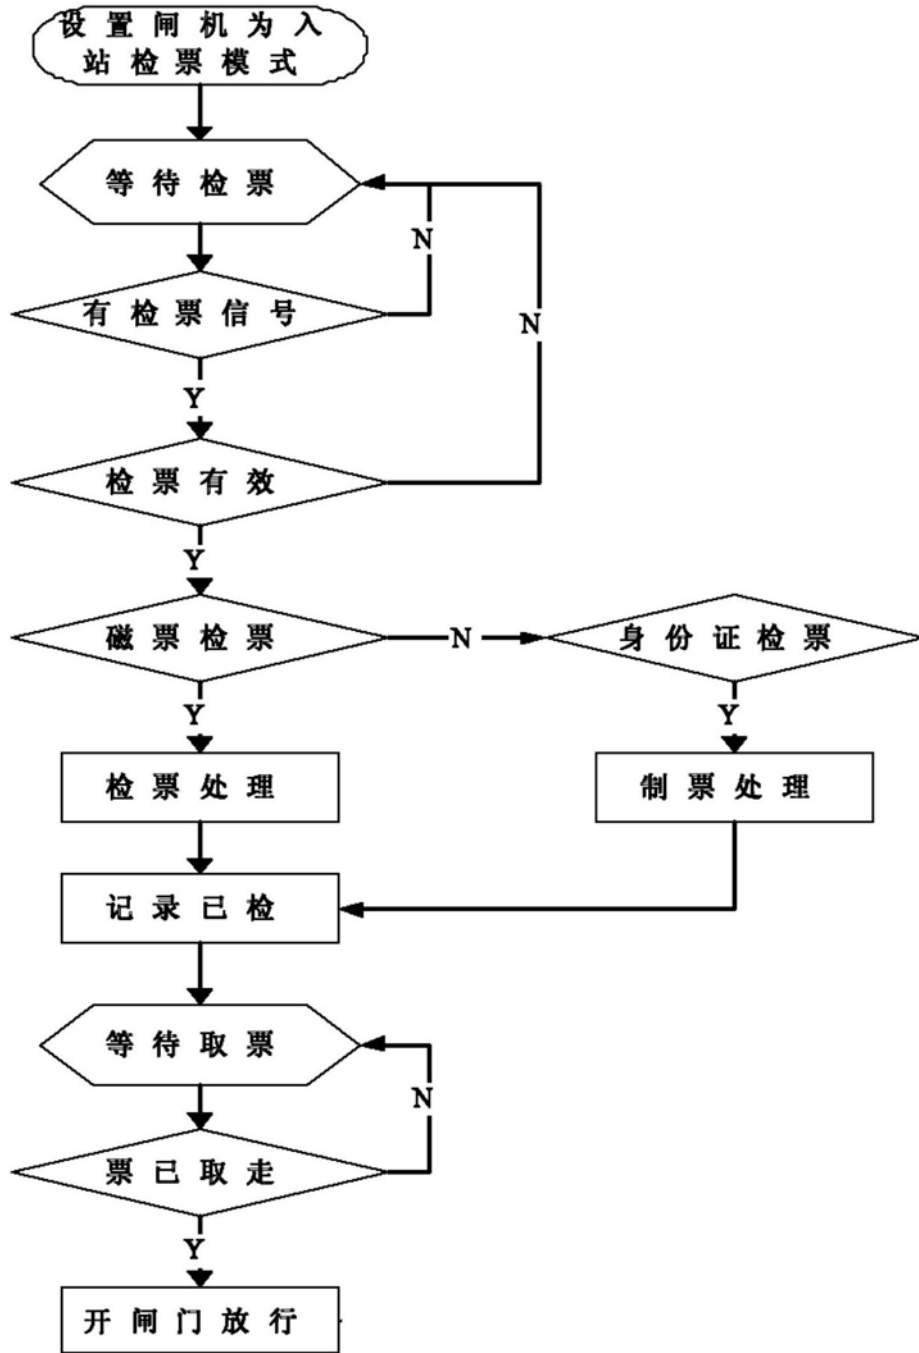 设置闸机为入
站检票模式
等待检票
N
有检票信号
N
Y
检票有效
Y
磁票检票
N
身份证检票
Y
Y
检票处理
制票处理
记录已检
等待取票
N
票已取走
Y
开闸门放行